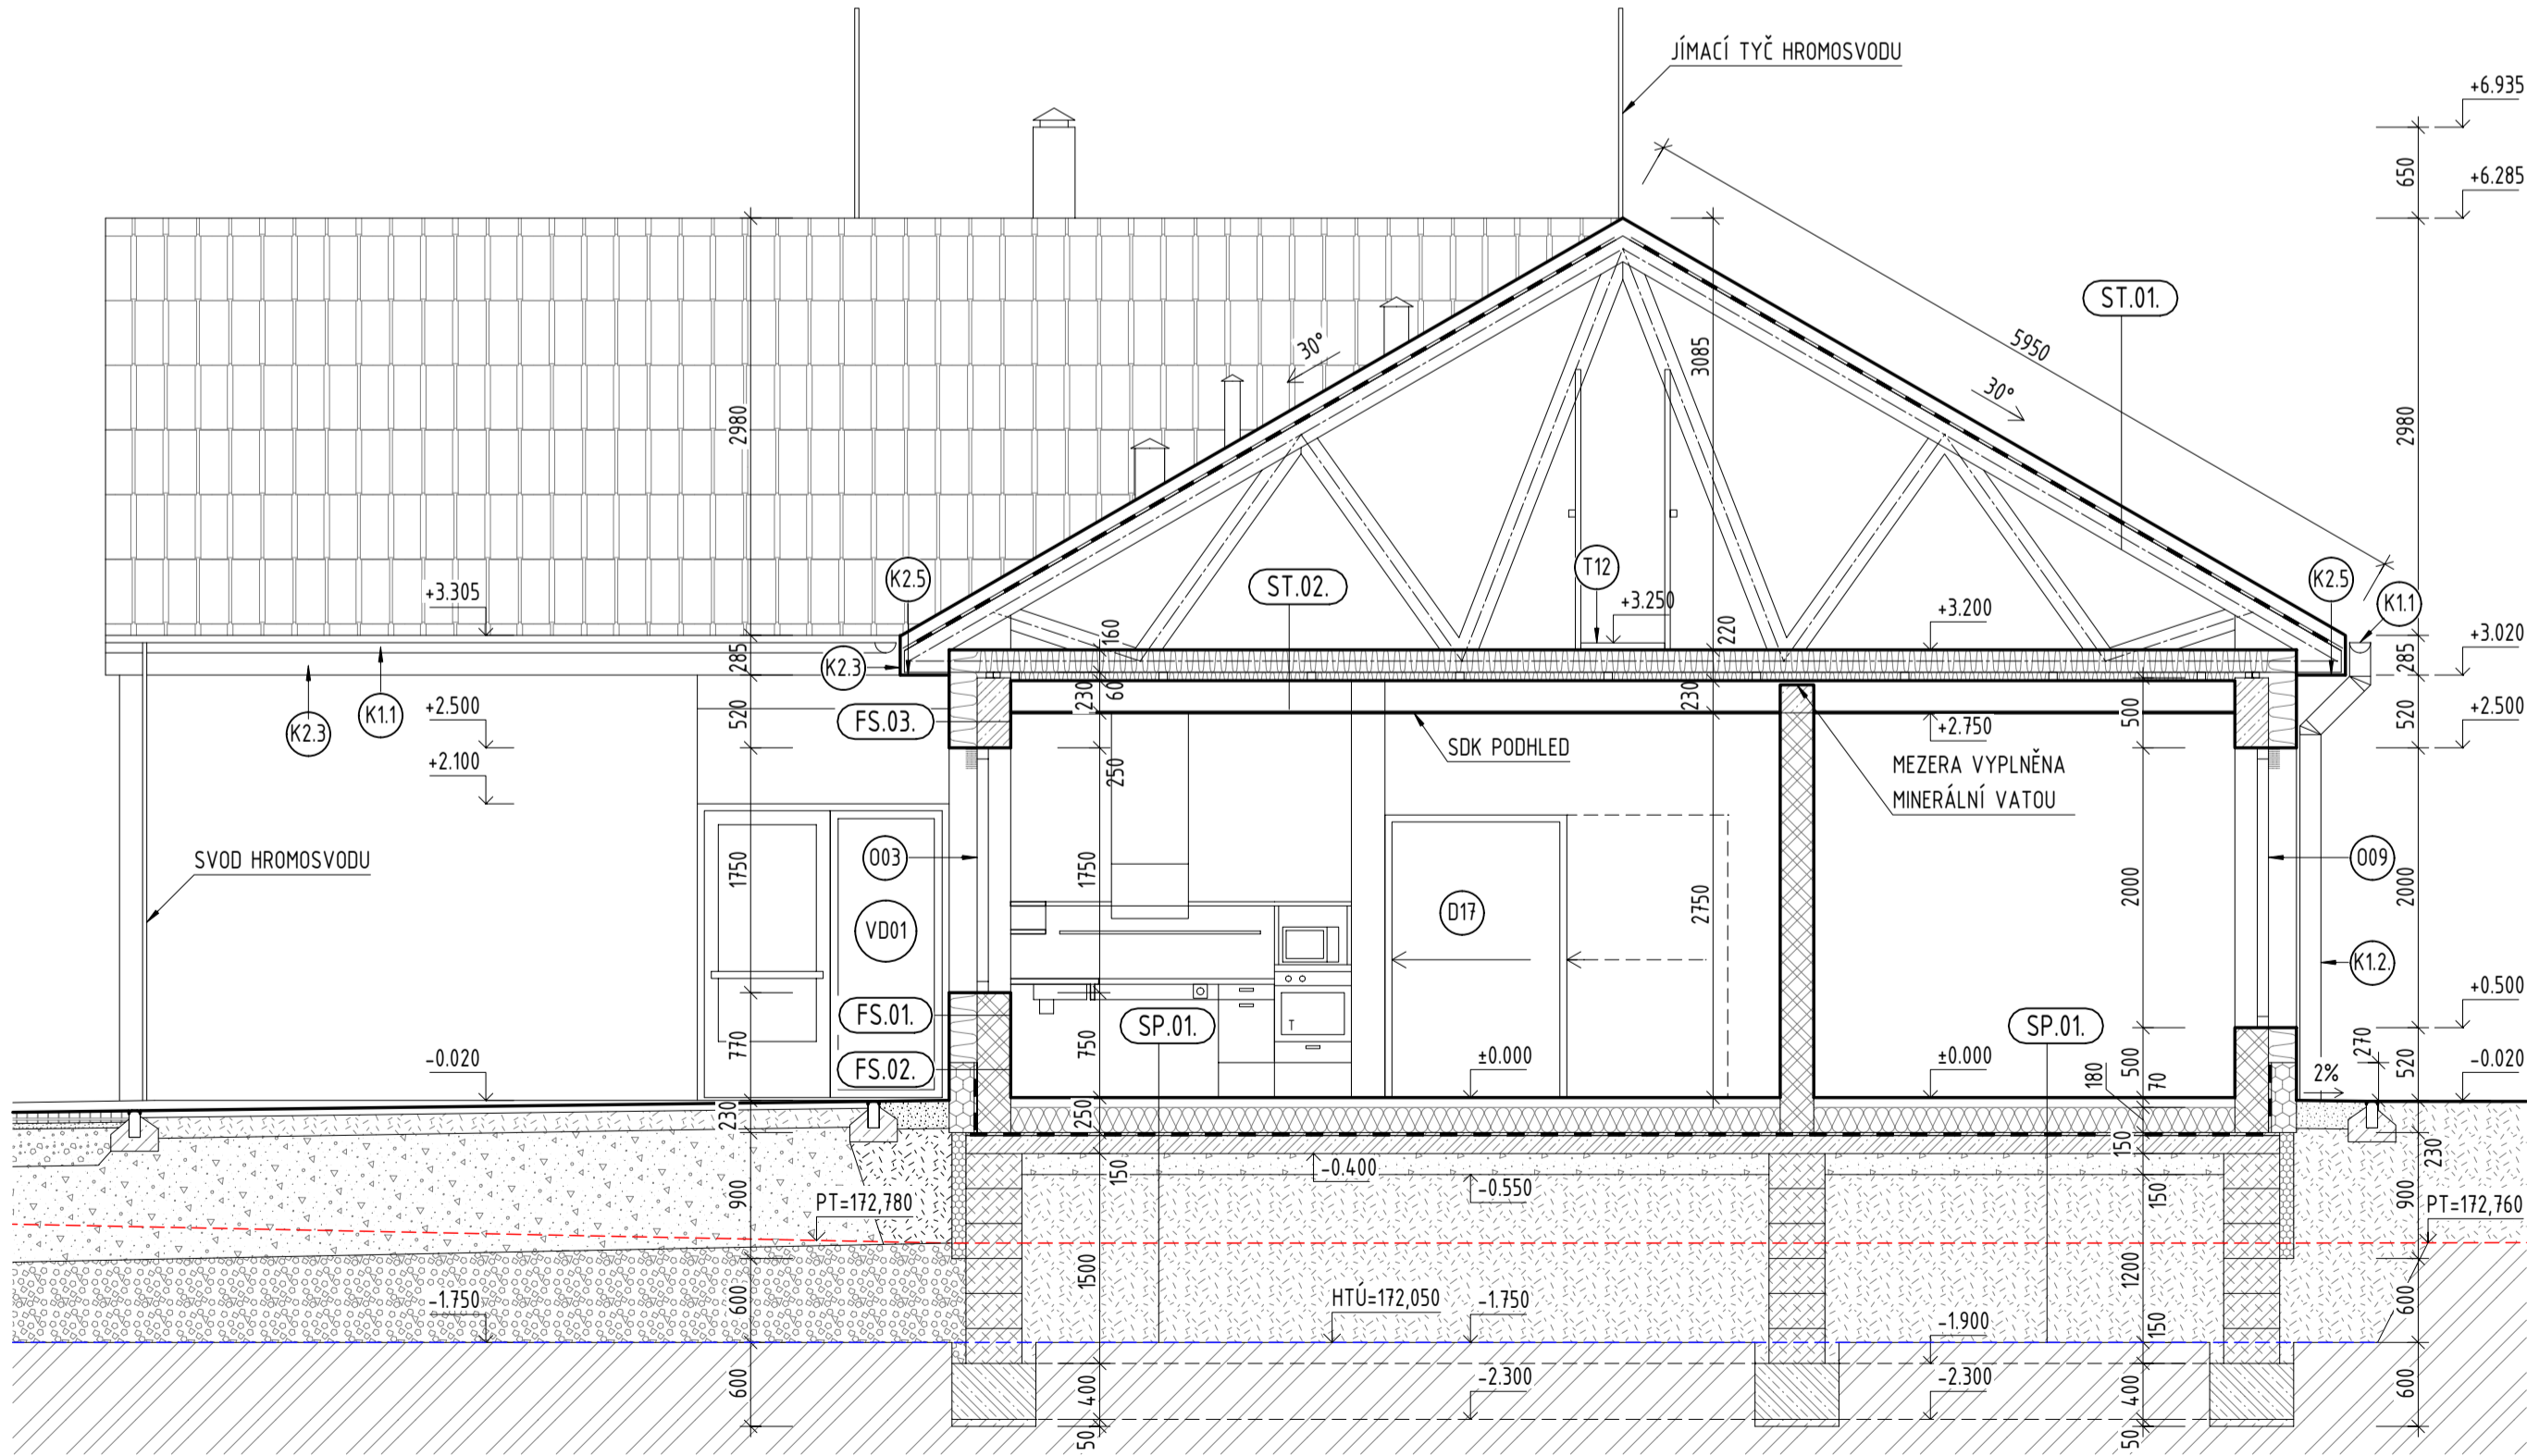 JÍMACÍ TYČ HROMOSVODU
+6.935
650
+6.285
5950
30°
30°
ST.01.
2980
3085
2980
K2.5
T12
ST.02.
K2.5
K1.1
+3.305
+3.250
+3.200
160
220
+3.020
285
K2.3
285
K2.3
K1.1
230
60
230
500
520
FS.03.
520
+2.500
+2.750
+2.500
SDK PODHLED
250
MEZERA VYPLNĚNA
MINERÁLNÍ VATOU
+2.100
SVOD HROMOSVODU
O03
O09
1750
1750
2750
2000
2000
VD01
D17
K1.2.
+0.500
FS.01.
SP.01.
SP.01.
770
750
T
500
520
270
-0.020
FS.02.
±0.000
±0.000
180
70
2%
-0.020
230
250
150
150
230
-0.400
-0.550
150
900
PT=172,780
900
PT=172,760
1500
1200
600
600
-1.750
HTÚ=172,050
-1.750
-1.900
150
600
400
-2.300
-2.300
400
600
50
50